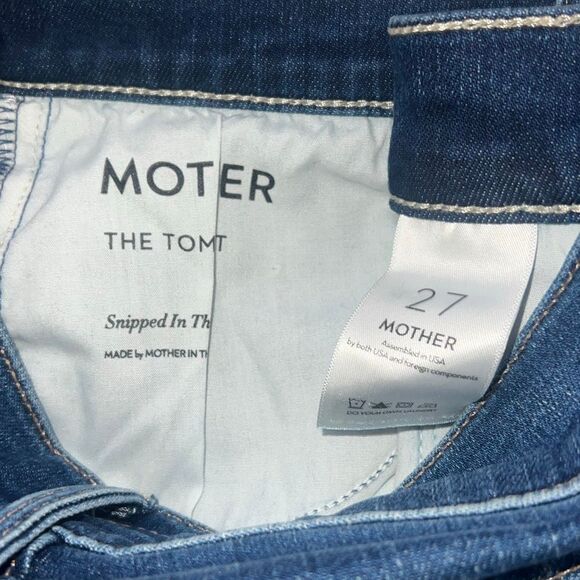 MOTER
THE TOMT
Snipped In Th
MADE by MOTHER IN TH
27
MOTHER
Assembled in USA
by both USA and foreign components
DO YOUR OWN LAUNDRY